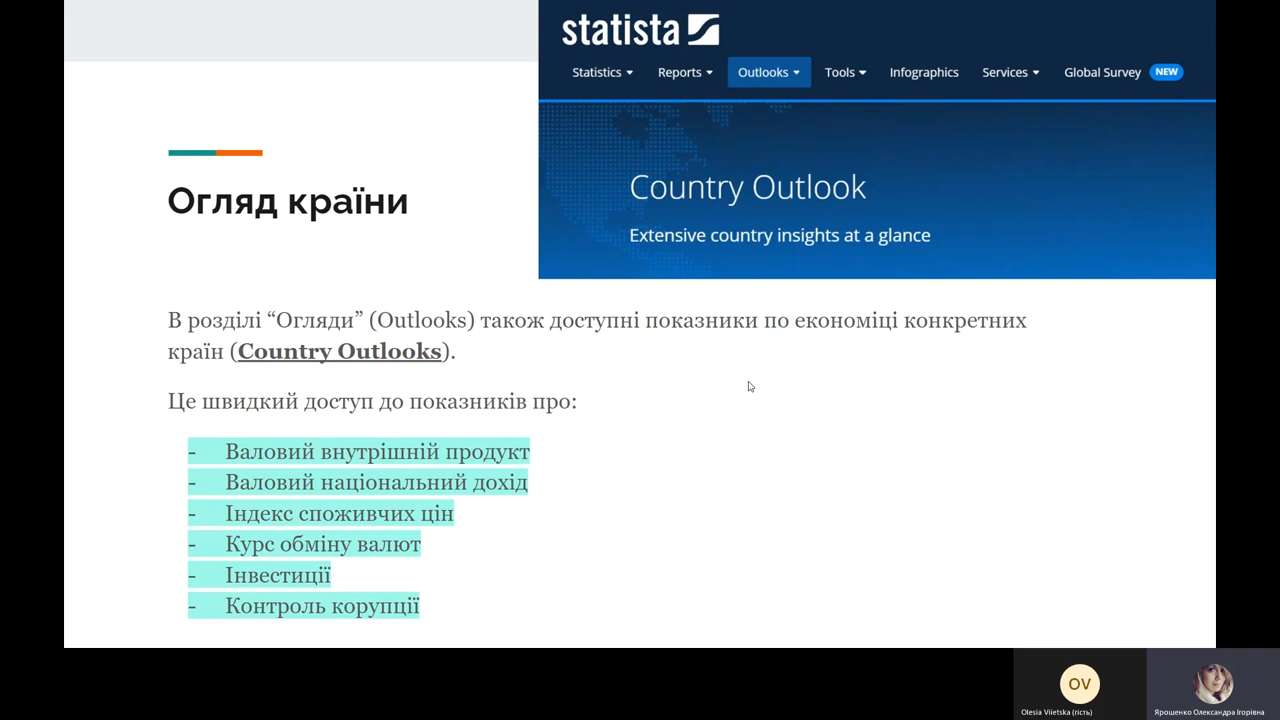 statista
Statistics Reports Outlooks Tools Infographics Services Global Survey NEW
Country Outlook
Extensive country insights at a glance
Огляд країни
В розділі “Огляди” (Outlooks) також доступні показники по економіці конкретних
країн (Country Outlooks).
Це швидкий доступ до показників про:
- Валовий внутрішній продукт
- Валовий національний дохід
- Індекс споживчих цін
- Курс обміну валют
- Інвестиції
- Контроль корупції
OV
Olesia Viietska (гість)
Ярошенко Олександра Ігорівна